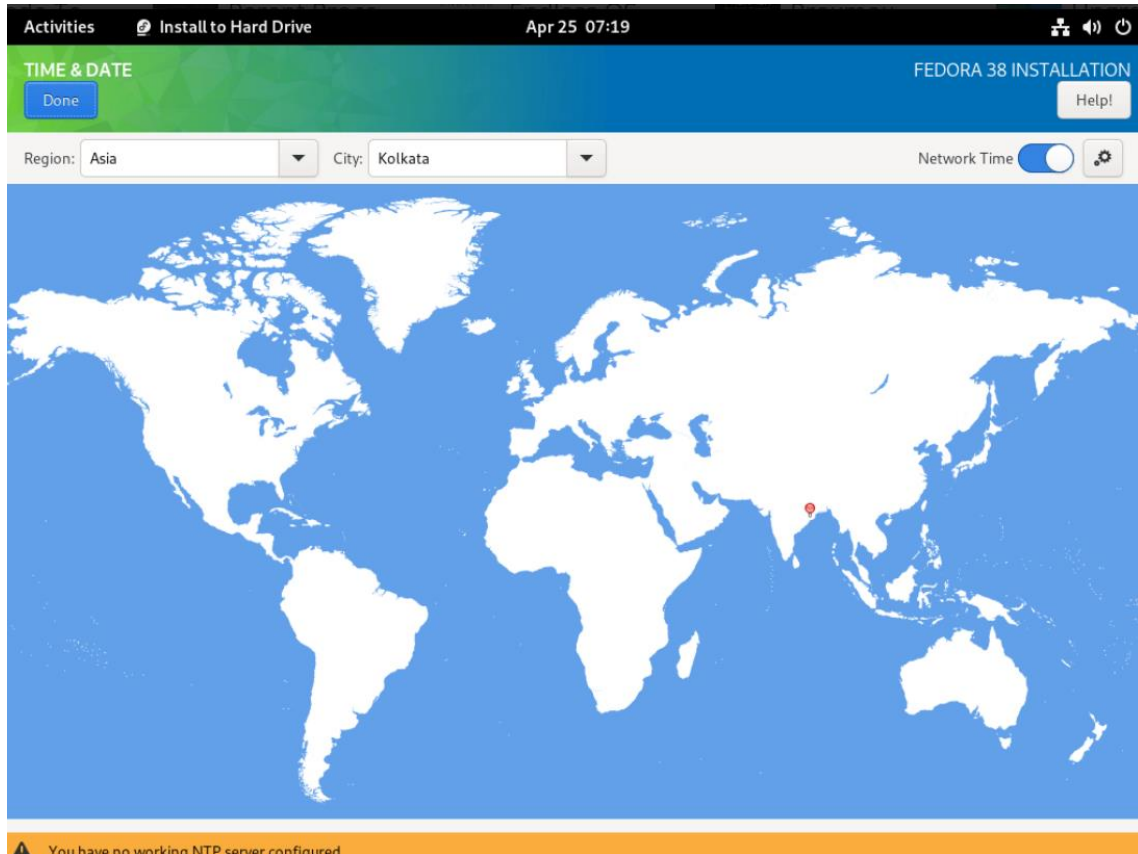 Activities Install to Hard Drive Apr 25 07:19
TIME & DATE FEDORA 38 INSTALLATION
Done Help!
Region: Asia City: Kolkata Network Time
You have no working NTP server configured